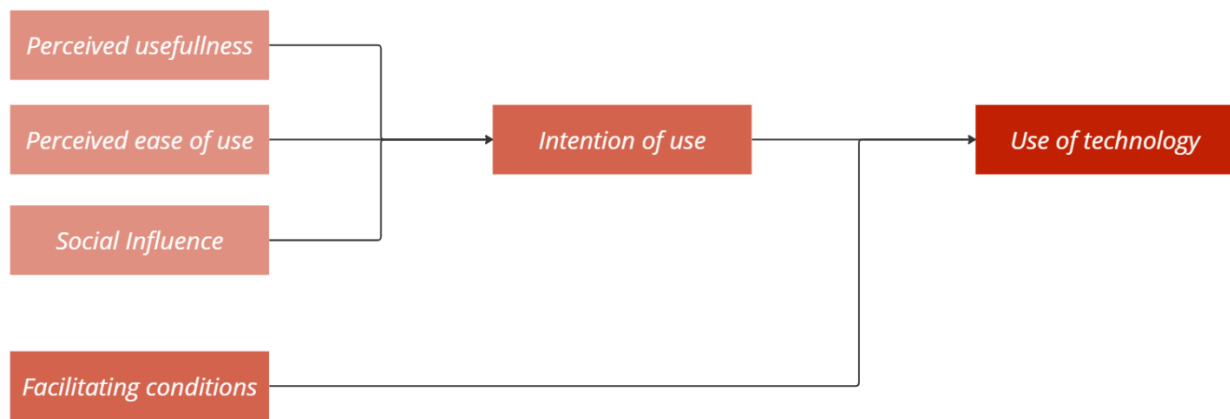 Perceived usefullness
Perceived ease of use
Intention of use
Use of technology
Social Influence
Facilitating conditions